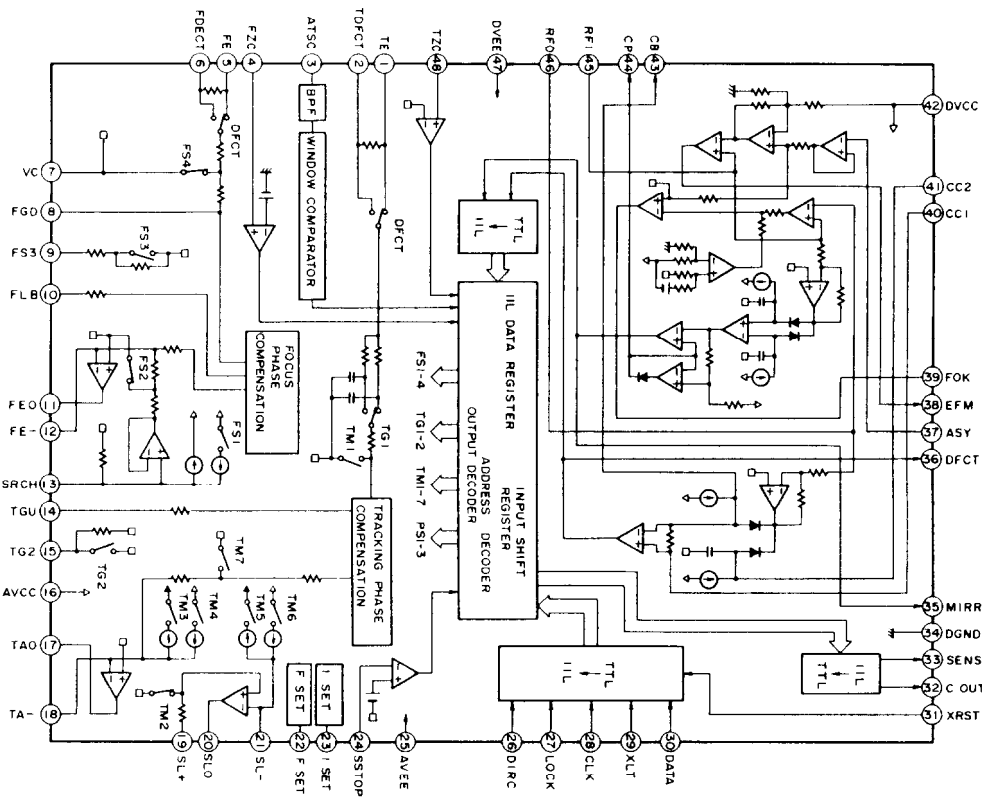 FDECT
FE
FZC
ATSC
TDFCT
TE
TZC
DVEE
RF0
RFI
CP
CB
6
5
4
3
2
1
48
47
46
45
44
43
42 DVCC
41 CC2
40 CC1
39 FOK
38 EFM
37 ASY
36 DFCT
35 MIRR
34 DGND
33 SENS
32 C OUT
31 XRST
VC 7
FGD 8
FS3 9
FLB 10
FEO 11
FE- 12
SRCH 13
TGU 14
TG2 15
AVCC 16
TAO 17
TA- 18
19 SL+
20 SLO
21 SL-
22 F SET
23 I SET
24 SSTOP
25 AVEE
26 DIRC
27 LOCK
28 CLK
29 XLT
30 DATA
BPF
WINDOW COMPARATOR
DFCT
FS4
FS3
DFCT
IIL
TTL
FS2
FS1
FOCUS
PHASE
COMPENSATION
TG1
TM1
IIL DATA REGISTER
INPUT SHIFT
REGISTER
ADDRESS DECODER
OUTPUT DECODER
FS1-4
TG1-2
TM1-7
PS1-3
TRACKING PHASE
COMPENSATION
TG2
TM7
TM6
TM5
TM4
TM3
TM2
F SET
I SET
IIL
TTL
TTL
IIL